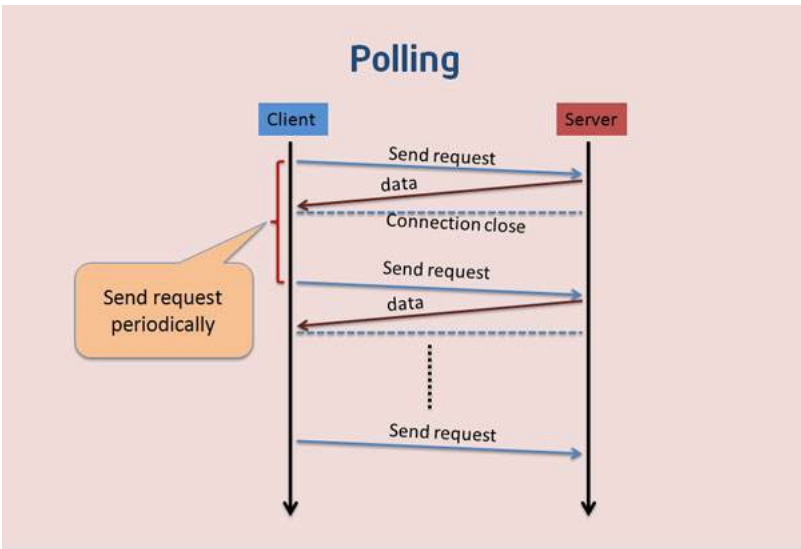 Polling
Client
Server
Send request
data
Connection close
Send request
data
Send request
periodically
Send request